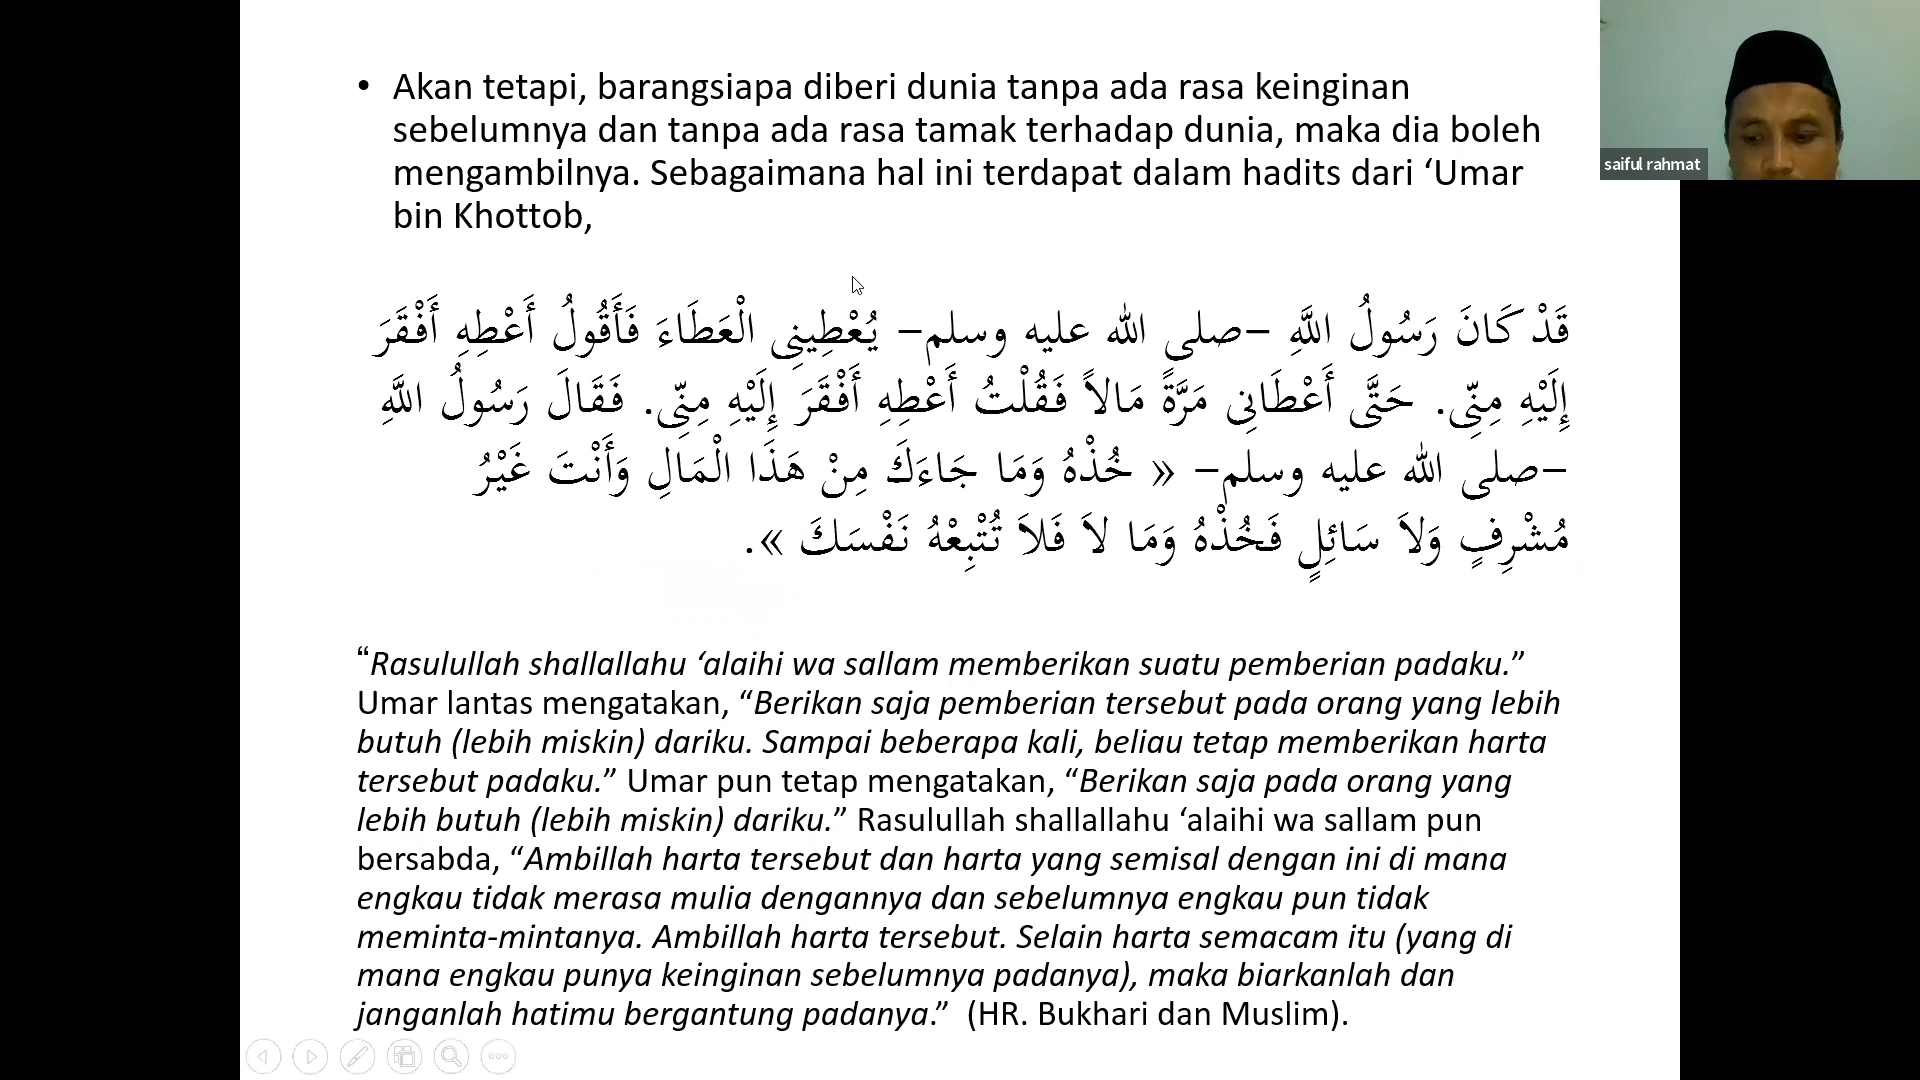 • Akan tetapi, barangsiapa diberi dunia tanpa ada rasa keinginan
sebelumnya dan tanpa ada rasa tamak terhadap dunia, maka dia boleh
mengambilnya. Sebagaimana hal ini terdapat dalam hadits dari ‘Umar
bin Khottob,
saiful rahmat
قَدْ كَانَ رَسُولُ اللَّهِ –صلى الله عليه وسلم– يُعْطِينِى الْعَطَاءَ فَأَقُولُ أَعْطِهِ أَفْقَرَ
إِلَيْهِ مِنِّى. حَتَّى أَعْطَانِى مَرَّةً مَالاً فَقُلْتُ أَعْطِهِ أَفْقَرَ إِلَيْهِ مِنِّى. فَقَالَ رَسُولُ اللَّهِ
–صلى الله عليه وسلم– « خُذْهُ وَمَا جَاءَكَ مِنْ هَذَا الْمَالِ وَأَنْتَ غَيْرُ
مُشْرِفٍ وَلاَ سَائِلٍ فَخُذْهُ وَمَا لاَ فَلاَ تُتْبِعْهُ نَفْسَكَ ».
“Rasulullah shallallahu ‘alaihi wa sallam memberikan suatu pemberian padaku.”
Umar lantas mengatakan, “Berikan saja pemberian tersebut pada orang yang lebih
butuh (lebih miskin) dariku. Sampai beberapa kali, beliau tetap memberikan harta
tersebut padaku.” Umar pun tetap mengatakan, “Berikan saja pada orang yang
lebih butuh (lebih miskin) dariku.” Rasulullah shallallahu ‘alaihi wa sallam pun
bersabda, “Ambillah harta tersebut dan harta yang semisal dengan ini di mana
engkau tidak merasa mulia dengannya dan sebelumnya engkau pun tidak
meminta-mintanya. Ambillah harta tersebut. Selain harta semacam itu (yang di
mana engkau punya keinginan sebelumnya padanya), maka biarkanlah dan
janganlah hatimu bergantung padanya.”  (HR. Bukhari dan Muslim).